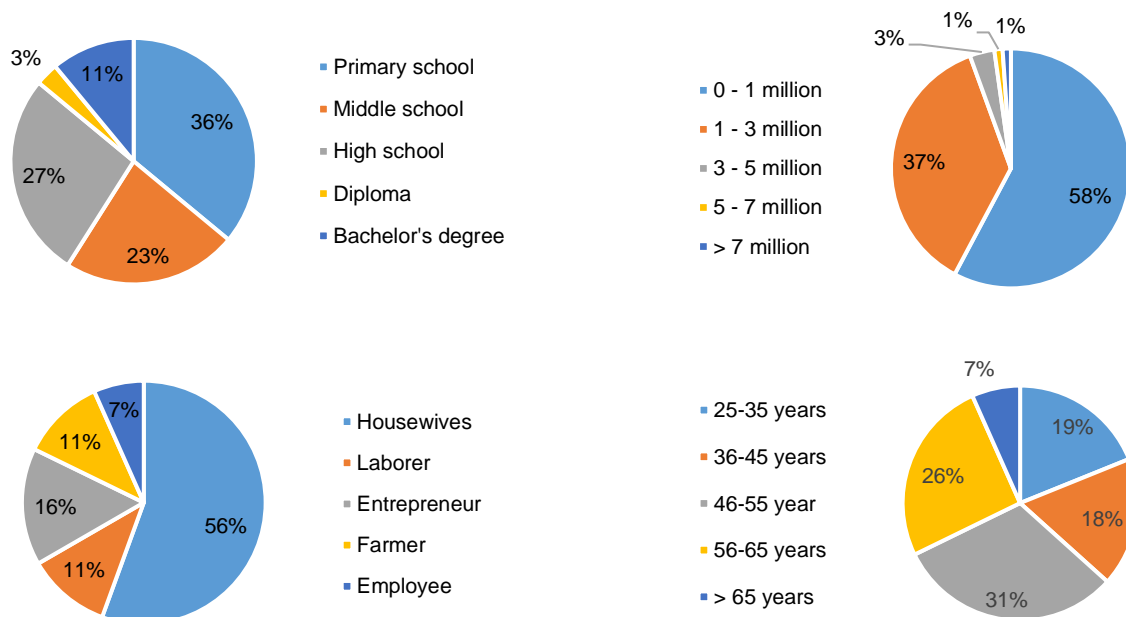 3%
11%
36%
27%
23%
Primary school
Middle school
High school
Diploma
Bachelor's degree
0 - 1 million
1 - 3 million
3 - 5 million
5 - 7 million
> 7 million
1%
1%
3%
37%
58%
7%
11%
16%
56%
11%
Housewives
Laborer
Entrepreneur
Farmer
Employee
25-35 years
36-45 years
46-55 year
56-65 years
> 65 years
7%
19%
26%
18%
31%